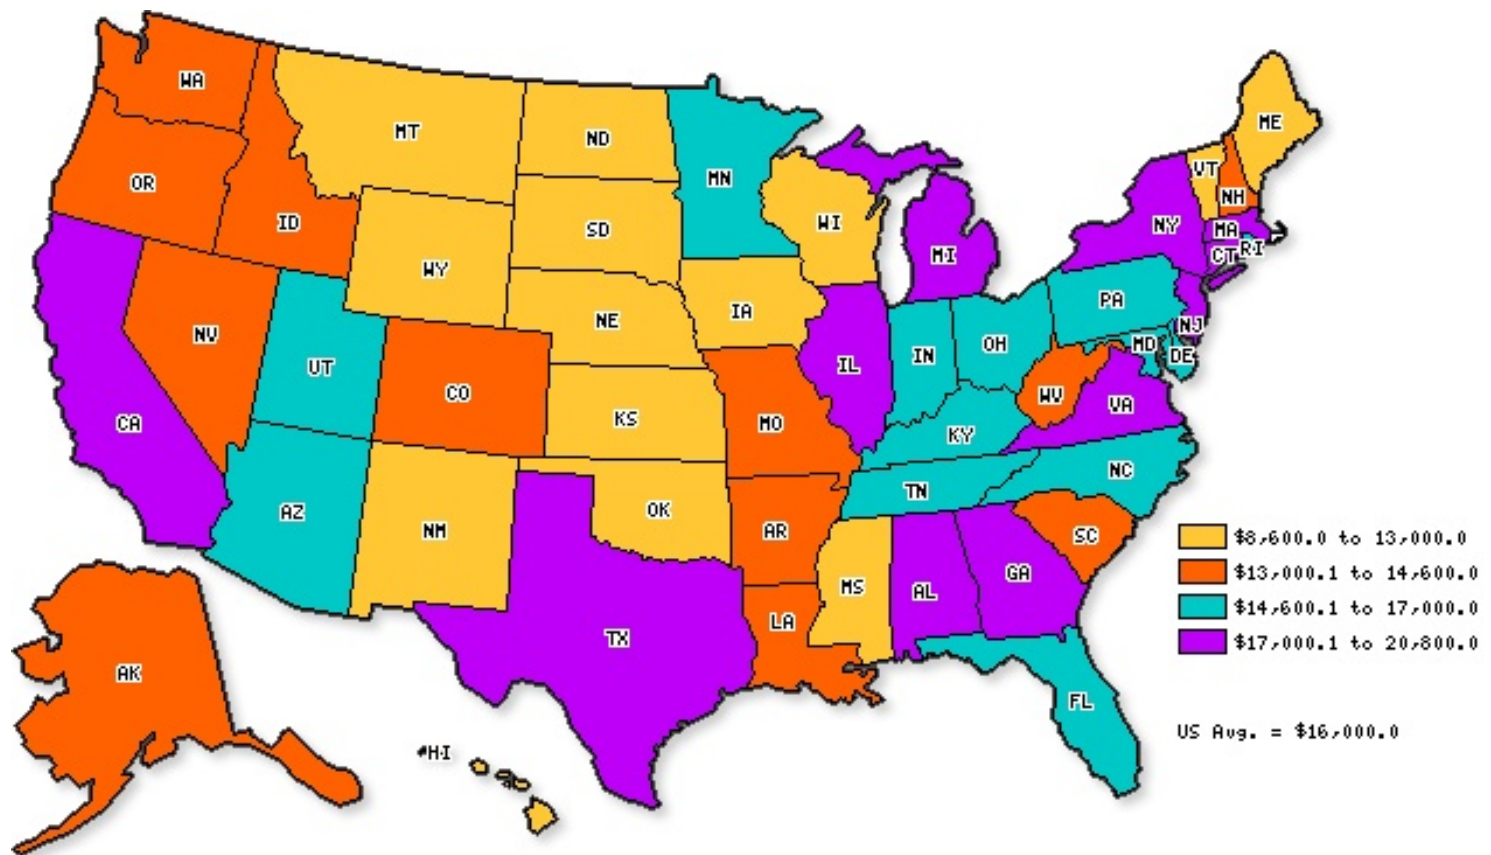 WA
MT
ND
MN
ME
VT
NH
OR
ID
SD
WI
NY
MA
RI
CT
MI
WY
IA
PA
NV
NE
NJ
MD
DE
OH
IN
IL
UT
CO
WV
VA
CA
KS
MO
KY
NC
TN
AZ
NM
OK
AR
SC
MS
AL
GA
LA
TX
AK
FL
HI
$8,600.0 to 13,000.0
$13,000.1 to 14,600.0
$14,600.1 to 17,000.0
$17,000.1 to 20,800.0
US Avg. = $16,000.0